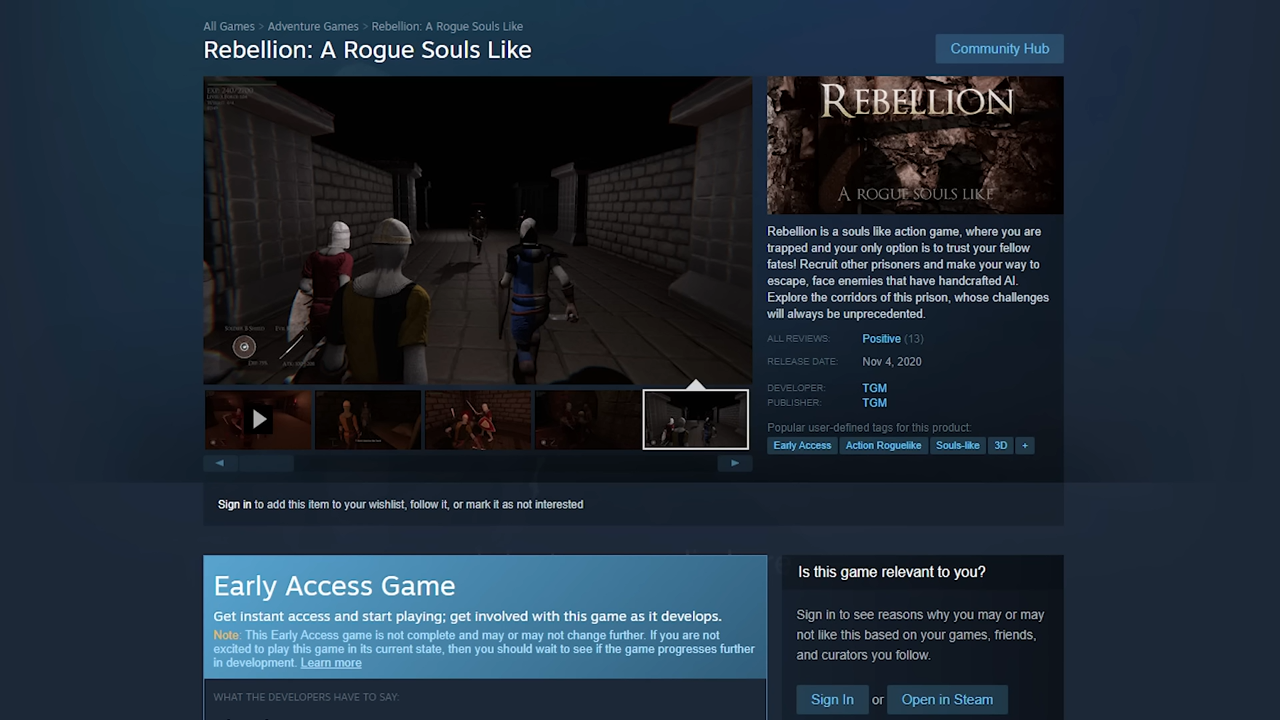 All Games > Adventure Games > Rebellion: A Rogue Souls Like
Rebellion: A Rogue Souls Like
Community Hub
REBELLION
A ROGUE SOULS LIKE
Rebellion is a souls like action game, where you are
trapped and your only option is to trust your fellow
fates! Recruit other prisoners and make your way to
escape, face enemies that have handcrafted AI.
Explore the corridors of this prison, whose challenges
will always be unprecedented.
ALL REVIEWS: Positive (13)
RELEASE DATE: Nov 4, 2020
DEVELOPER: TGM
PUBLISHER: TGM
Popular user-defined tags for this product:
Early Access Action Roguelike Souls-like 3D +
Sign in to add this item to your wishlist, follow it, or mark it as not interested
Early Access Game
Get instant access and start playing; get involved with this game as it develops.
Note: This Early Access game is not complete and may or may not change further. If you are not
excited to play this game in its current state, then you should wait to see if the game progresses further
in development. Learn more
WHAT THE DEVELOPERS HAVE TO SAY:
Is this game relevant to you?
Sign in to see reasons why you may or may
not like this based on your games, friends,
and curators you follow.
Sign In or Open in Steam